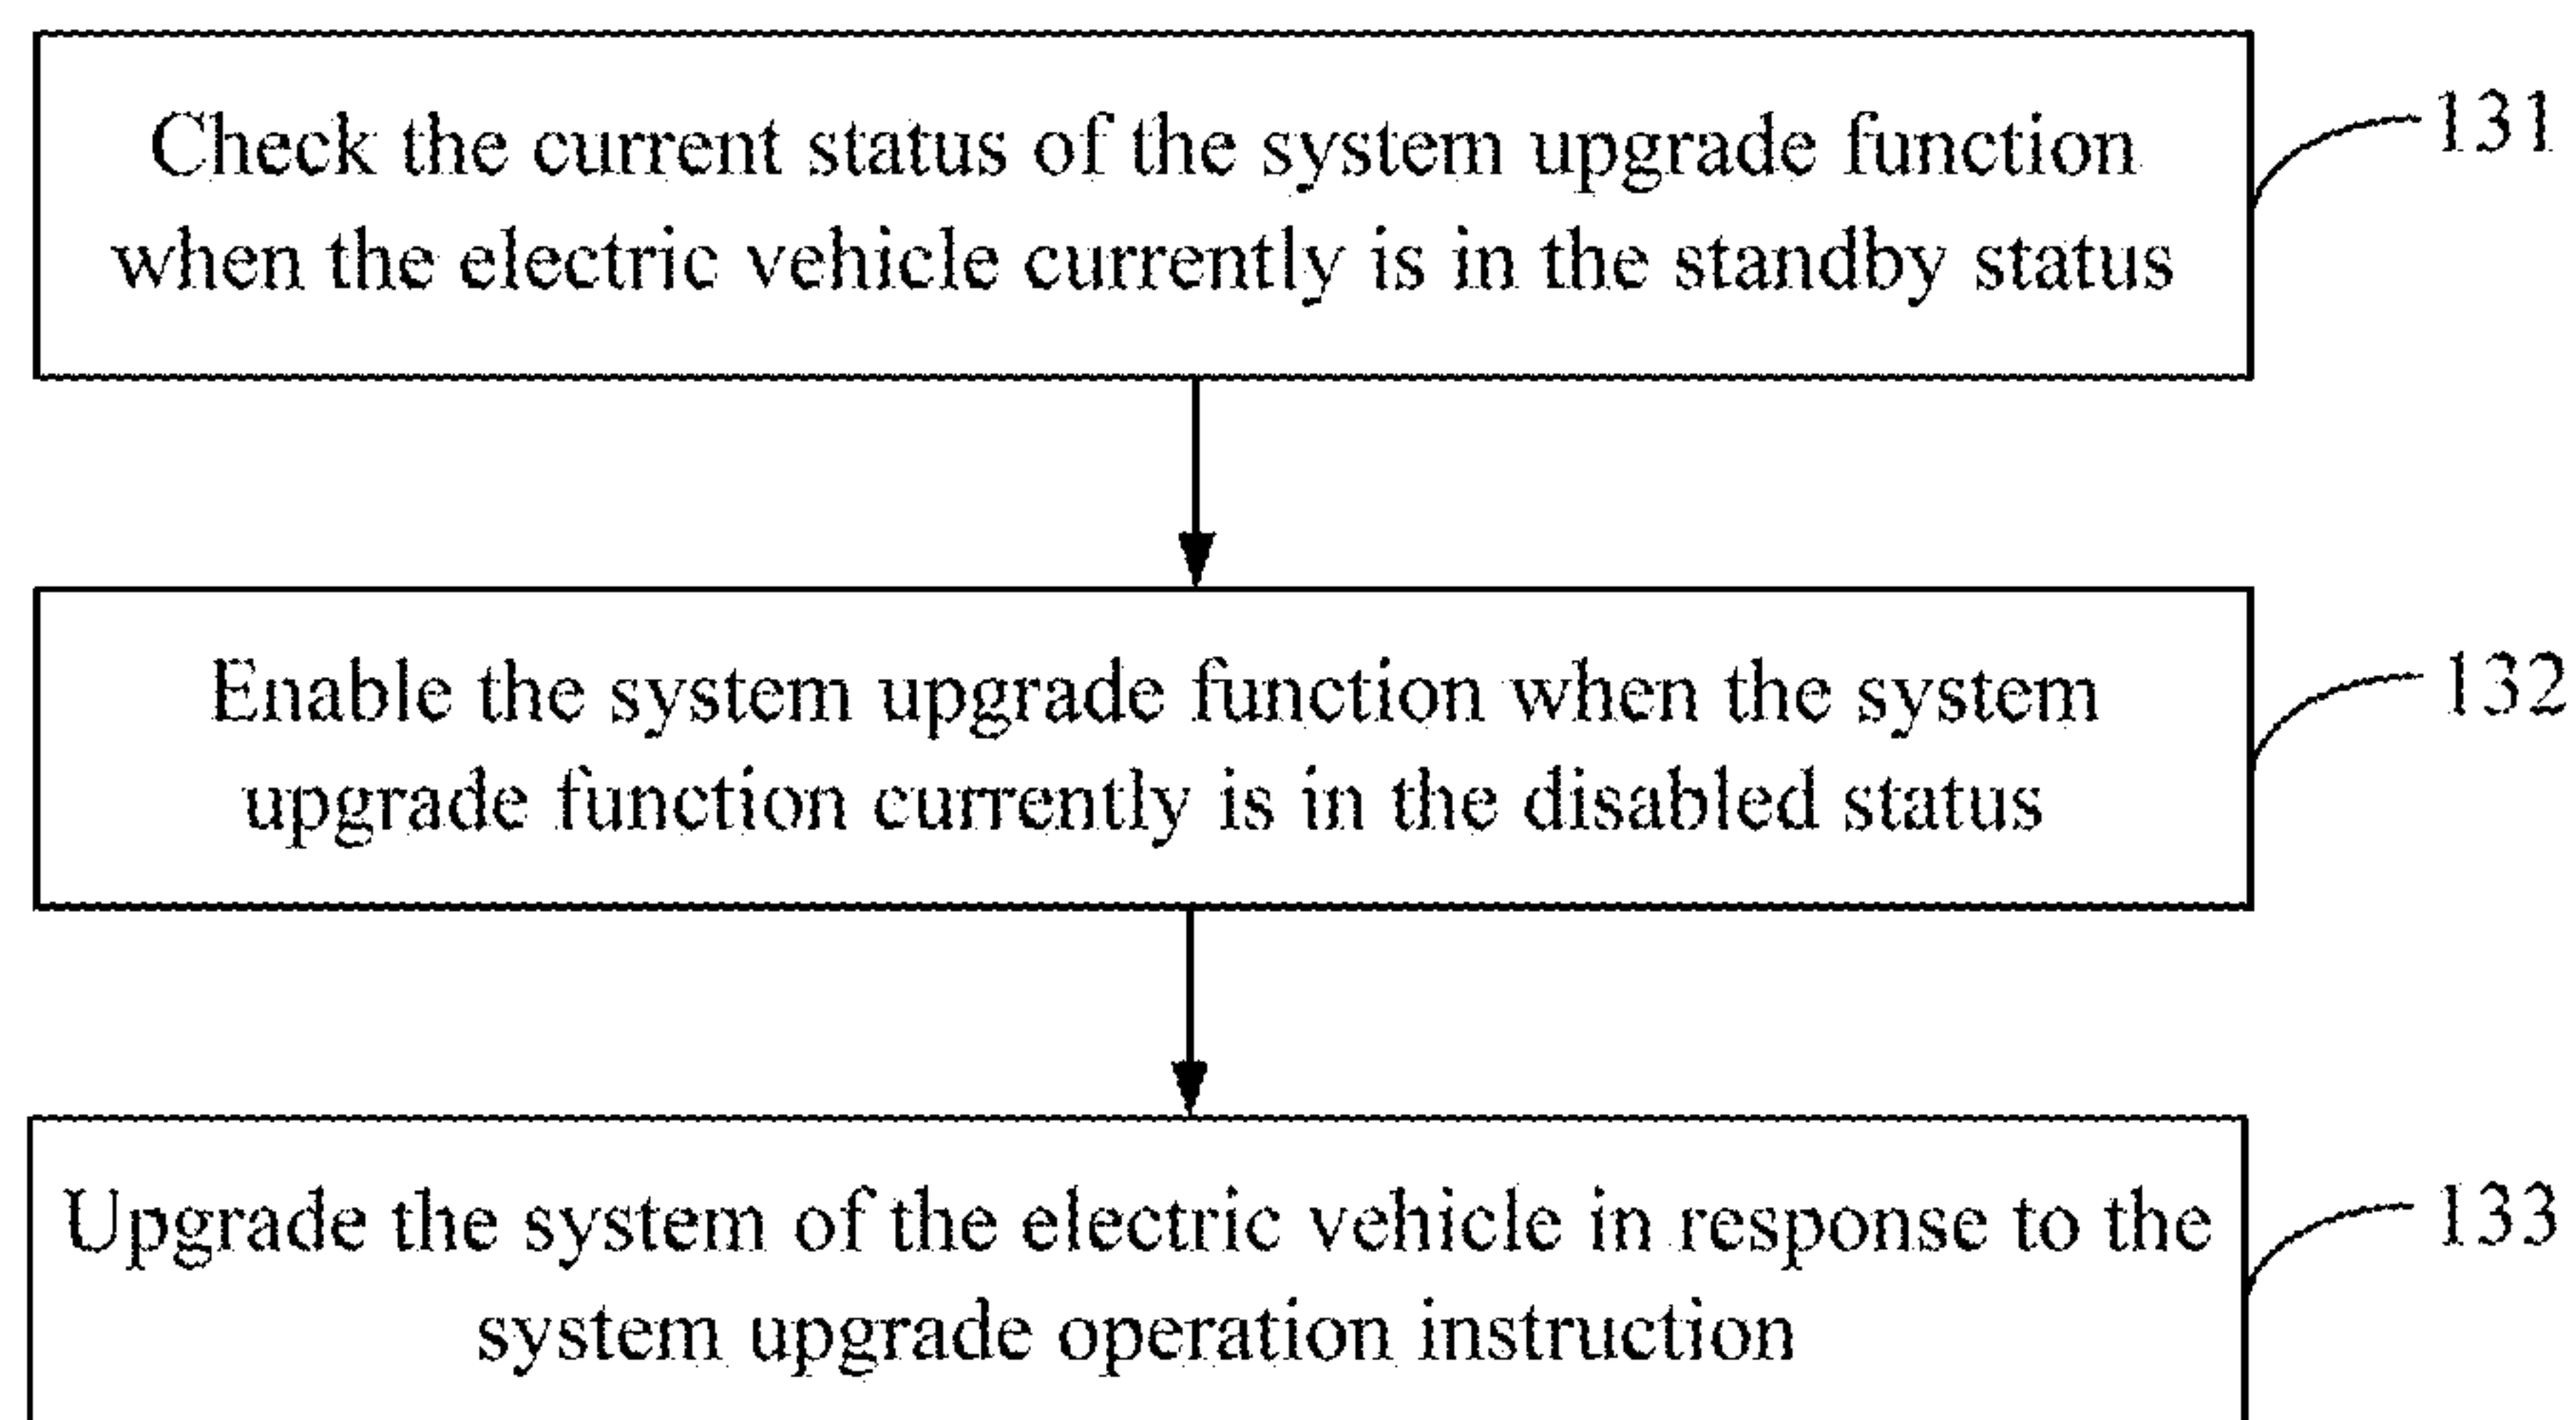 Check the current status of the system upgrade function
when the electric vehicle currently is in the standby status
131
Enable the system upgrade function when the system
upgrade function currently is in the disabled status
132
Upgrade the system of the electric vehicle in response to the
system upgrade operation instruction
133